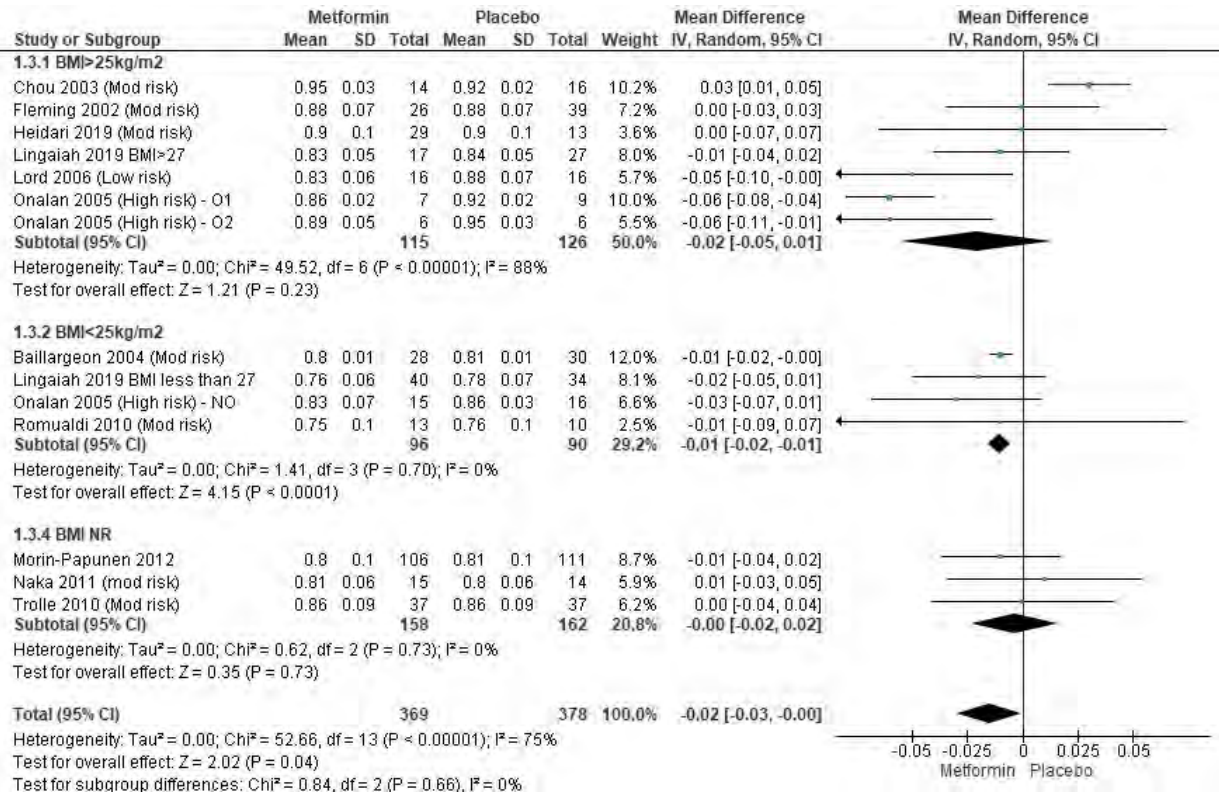 Metformin Placebo Mean Difference Mean Difference
Study or Subgroup Mean SD Total Mean SD Total Weight IV, Random, 95% CI IV, Random, 95% CI
1.3.1 BMI>25kg/m2
Chou 2003 (Mod risk) 0.95 0.03 14 0.92 0.02 16 10.2% 0.03 [0.01, 0.05]
Fleming 2002 (Mod risk) 0.88 0.07 26 0.88 0.07 39 7.2% 0.00 [-0.03, 0.03]
Heidari 2019 (Mod risk) 0.9 0.1 29 0.9 0.1 13 3.6% 0.00 [-0.07, 0.07]
Lingaiah 2019 BMI>27 0.83 0.05 17 0.84 0.05 27 8.0% -0.01 [-0.04, 0.02]
Lord 2006 (Low risk) 0.83 0.06 16 0.88 0.07 16 5.7% -0.05 [-0.10, -0.00]
Onalan 2005 (High risk) - O1 0.86 0.02 7 0.92 0.02 9 10.0% -0.06 [-0.08, -0.04]
Onalan 2005 (High risk) - O2 0.89 0.05 6 0.95 0.03 6 5.5% -0.06 [-0.11, -0.01]
Subtotal (95% CI) 115 126 50.0% -0.02 [-0.05, 0.01]
Heterogeneity: Tau² = 0.00; Chi² = 49.52, df = 6 (P < 0.00001); I² = 88%
Test for overall effect: Z = 1.21 (P = 0.23)
1.3.2 BMI<25kg/m2
Baillargeon 2004 (Mod risk) 0.8 0.01 28 0.81 0.01 30 12.0% -0.01 [-0.02, -0.00]
Lingaiah 2019 BMI less than 27 0.76 0.06 40 0.78 0.07 34 8.1% -0.02 [-0.05, 0.01]
Onalan 2005 (High risk) - NO 0.83 0.07 15 0.86 0.03 16 6.6% -0.03 [-0.07, 0.01]
Romualdi 2010 (Mod risk) 0.75 0.1 13 0.76 0.1 10 2.5% -0.01 [-0.09, 0.07]
Subtotal (95% CI) 96 90 29.2% -0.01 [-0.02, -0.01]
Heterogeneity: Tau² = 0.00; Chi² = 1.41, df = 3 (P = 0.70); I² = 0%
Test for overall effect: Z = 4.15 (P < 0.0001)
1.3.4 BMI NR
Morin-Papunen 2012 0.8 0.1 106 0.81 0.1 111 8.7% -0.01 [-0.04, 0.02]
Naka 2011 (mod risk) 0.81 0.06 15 0.8 0.06 14 5.9% 0.01 [-0.03, 0.05]
Trolle 2010 (Mod risk) 0.86 0.09 37 0.86 0.09 37 6.2% 0.00 [-0.04, 0.04]
Subtotal (95% CI) 158 162 20.8% -0.00 [-0.02, 0.02]
Heterogeneity: Tau² = 0.00; Chi² = 0.62, df = 2 (P = 0.73); I² = 0%
Test for overall effect: Z = 0.35 (P = 0.73)
Total (95% CI) 369 378 100.0% -0.02 [-0.03, -0.00]
Heterogeneity: Tau² = 0.00; Chi² = 52.66, df = 13 (P < 0.00001); I² = 75%
Test for overall effect: Z = 2.02 (P = 0.04)
Test for subgroup differences: Chi² = 0.84, df = 2 (P = 0.66), I² = 0%
-0.05 -0.025 0 0.025 0.05
Metformin Placebo